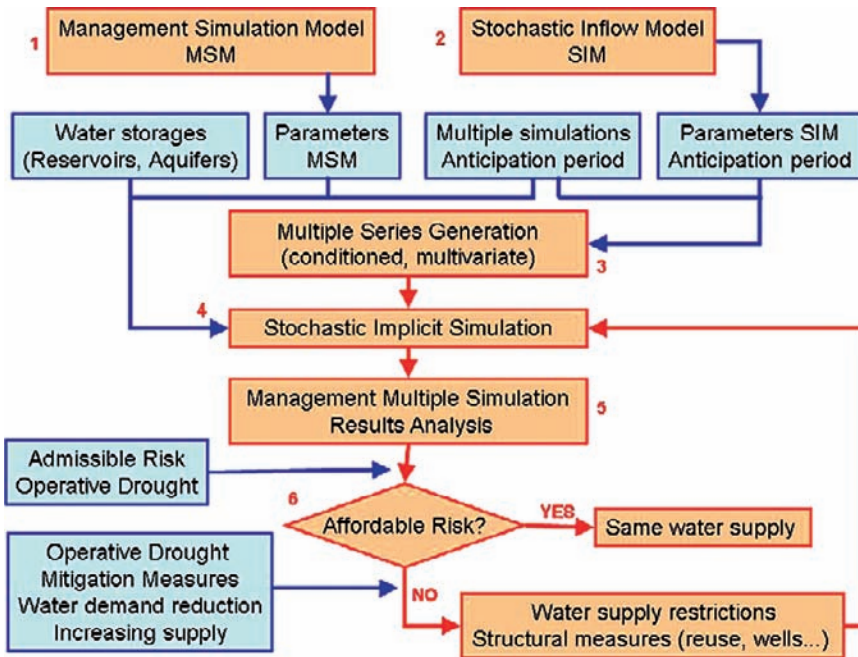 1
Management Simulation Model
MSM
2
Stochastic Inflow Model
SIM
Water storages
(Reservoirs, Aquifers)
Parameters
MSM
Multiple simulations
Anticipation period
Parameters SIM
Anticipation period
Multiple Series Generation
(conditioned, multivariate)
3
4
Stochastic Implicit Simulation
Management Multiple Simulation
Results Analysis
5
Admissible Risk
Operative Drought
6
Affordable Risk?
YES
Same water supply
Operative Drought
Mitigation Measures
Water demand reduction
Increasing supply
NO
Water supply restrictions
Structural measures (reuse, wells...)